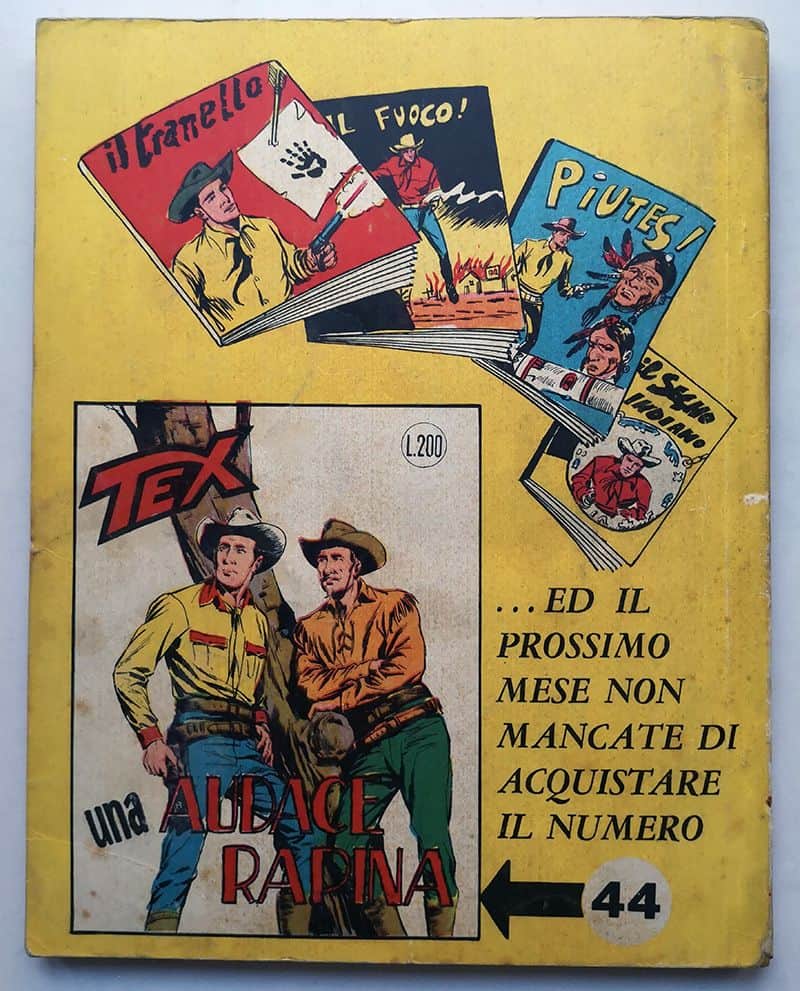 il tranello
IL FUOCO!
PIUTES!
il SEGNO
INDIANO
TEX
L.200
una AUDACE
RAPINA
...ED IL
PROSSIMO
MESE NON
MANCATE DI
ACQUISTARE
IL NUMERO
44